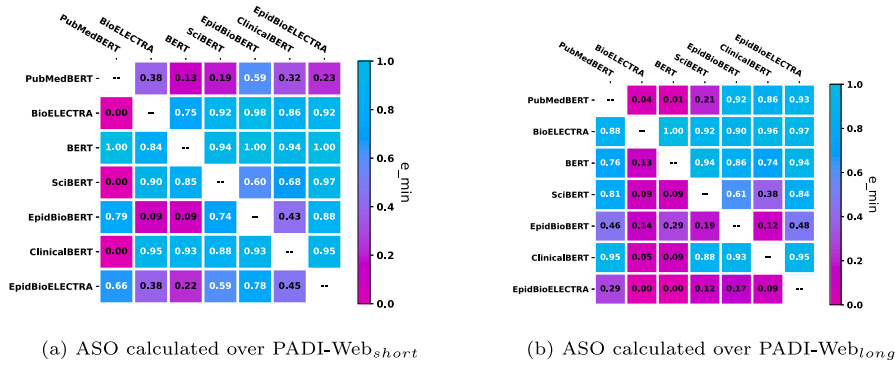 EpidBioELECTRA
ClinicalBERT
EpidBioBERT
SciBERT
BERT
BioELECTRA
PubMedBERT
PubMedBERT -- 0.38 0.13 0.19 0.59 0.32 0.23
BioELECTRA 0.00 -- 0.75 0.92 0.98 0.86 0.92
BERT 1.00 0.84 -- 0.94 1.00 0.94 1.00
SciBERT 0.00 0.90 0.85 -- 0.60 0.68 0.97
EpidBioBERT 0.79 0.09 0.09 0.74 -- 0.43 0.88
ClinicalBERT 0.00 0.95 0.93 0.88 0.93 -- 0.95
EpidBioELECTRA 0.66 0.38 0.22 0.59 0.78 0.45 --
1.0
0.8
0.6
0.4
0.2
0.0
e_min
(a) ASO calculated over PADI-Web_short
EpidBioELECTRA
ClinicalBERT
EpidBioBERT
SciBERT
BERT
BioELECTRA
PubMedBERT
PubMedBERT -- 0.04 0.01 0.21 0.92 0.86 0.93
BioELECTRA 0.88 -- 1.00 0.92 0.90 0.96 0.97
BERT 0.76 0.13 -- 0.94 0.86 0.74 0.94
SciBERT 0.81 0.09 0.09 -- 0.61 0.38 0.84
EpidBioBERT 0.46 0.14 0.29 0.19 -- 0.12 0.48
ClinicalBERT 0.95 0.05 0.09 0.88 0.93 -- 0.95
EpidBioELECTRA 0.29 0.00 0.00 0.12 0.17 0.09 --
1.0
0.8
0.6
0.4
0.2
0.0
e_min
(b) ASO calculated over PADI-Web_long